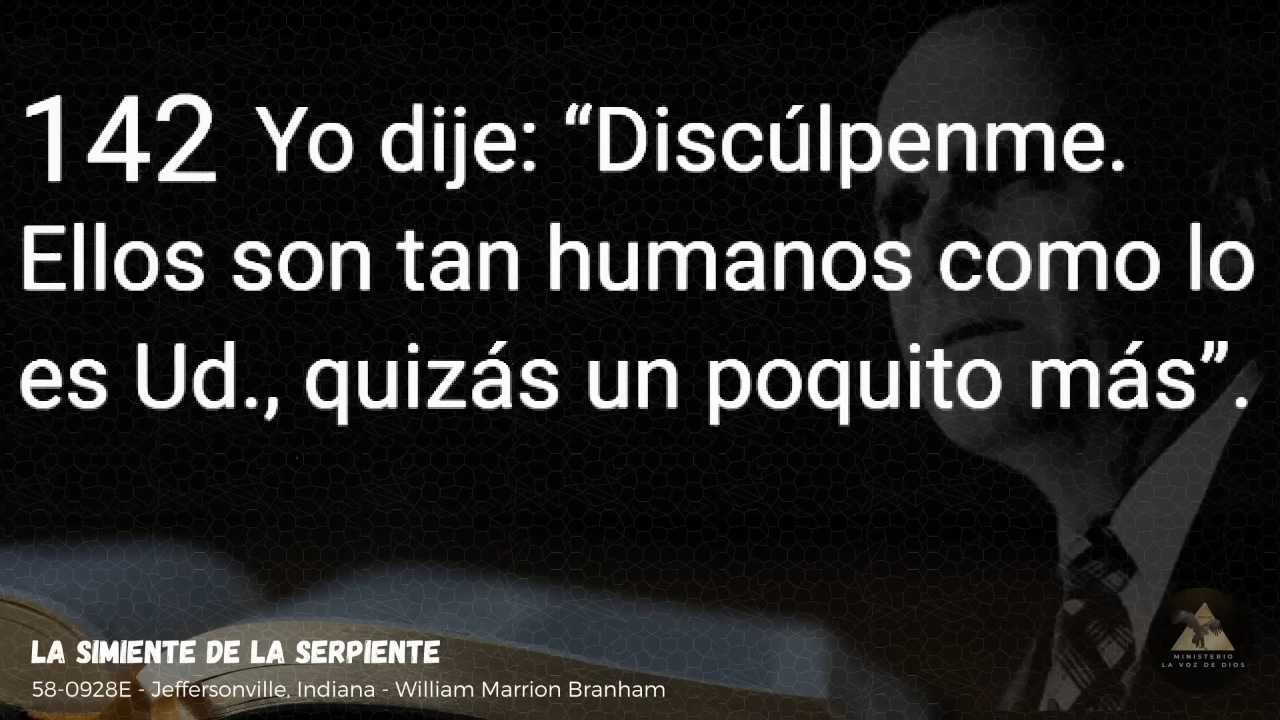 142 Yo dije: “Discúlpenme.
Ellos son tan humanos como lo
es Ud., quizás un poquito más”.
LA SIMIENTE DE LA SERPIENTE
58-0928E - Jeffersonville, Indiana - William Marrion Branham
MINISTERIO
LA VOZ DE DIOS